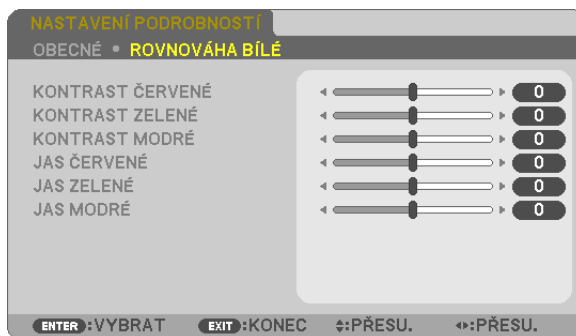 NASTAVENÍ PODROBNOSTÍ
OBECNÉ • ROVNOVÁHA BÍLÉ
KONTRAST ČERVENÉ 0
KONTRAST ZELENÉ 0
KONTRAST MODRÉ 0
JAS ČERVENÉ 0
JAS ZELENÉ 0
JAS MODRÉ 0
ENTER:VYBRAT EXIT:KONEC :PŘESU. :PŘESU.